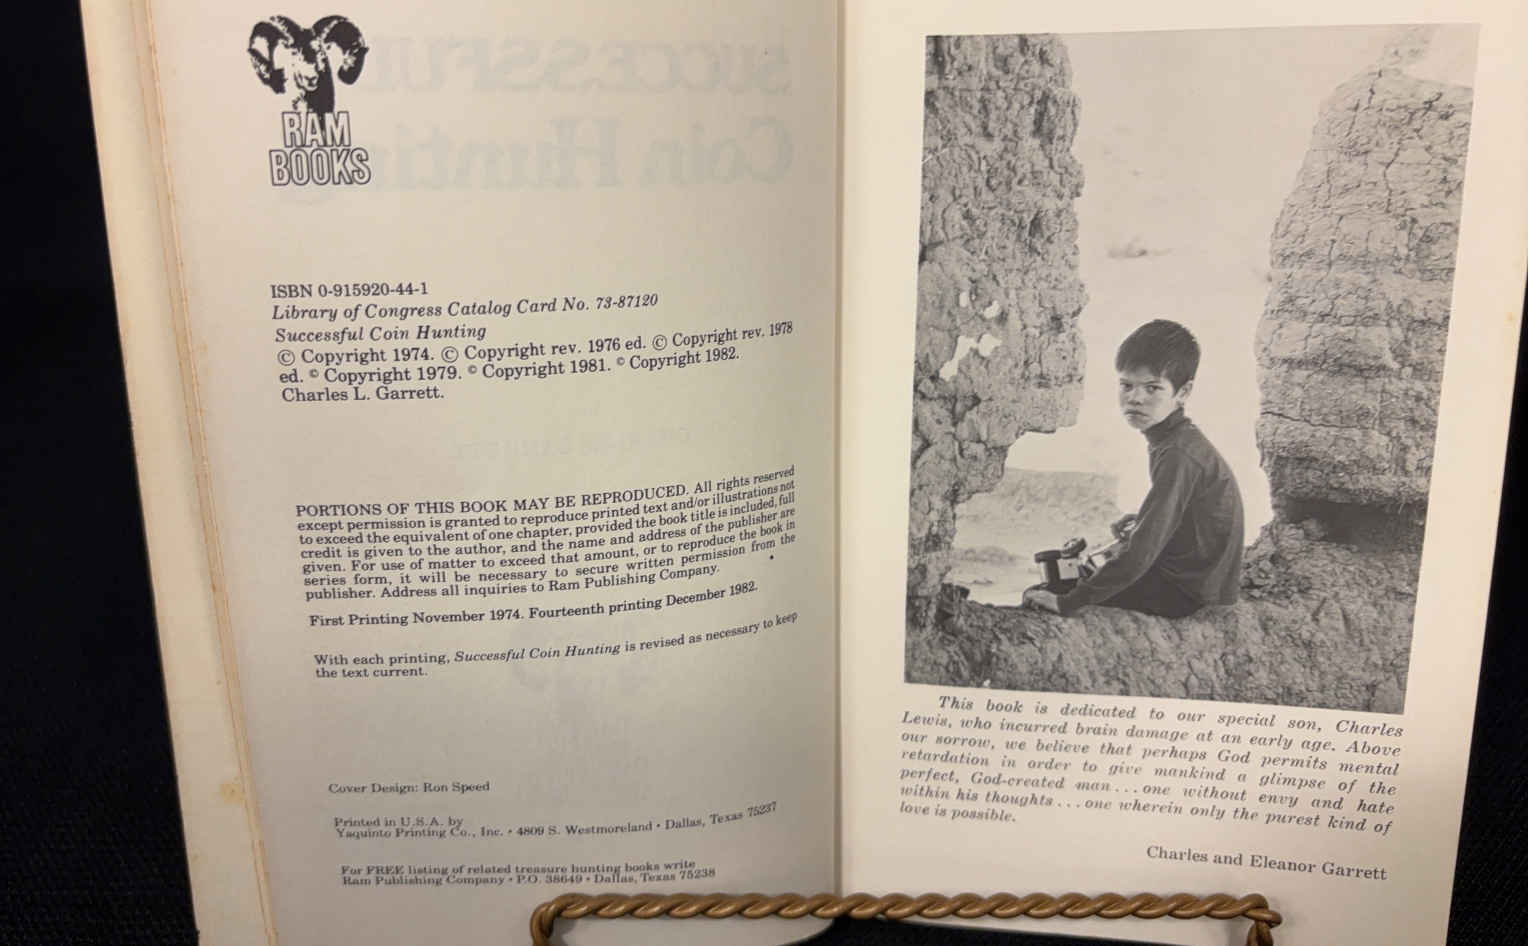 RAM
BOOKS
ISBN 0-915920-44-1
Library of Congress Catalog Card No. 73-87120
Successful Coin Hunting
© Copyright 1974. © Copyright rev. 1976 ed. © Copyright rev. 1978
ed. © Copyright 1979. © Copyright 1981. © Copyright 1982.
Charles L. Garrett.
PORTIONS OF THIS BOOK MAY BE REPRODUCED. All rights reserved
except permission is granted to reproduce printed text and/or illustrations not
to exceed the equivalent of one chapter, provided the book title is included, full
credit is given to the author, and the name and address of the publisher are
given. For use of matter to exceed that amount, or to reproduce the book in
series form, it will be necessary to secure written permission from the
publisher. Address all inquiries to Ram Publishing Company.
First Printing November 1974. Fourteenth printing December 1982.
With each printing, Successful Coin Hunting is revised as necessary to keep
the text current.
Cover Design: Ron Speed
Printed in U.S.A. by
Yaquinto Printing Co., Inc. • 4809 S. Westmoreland • Dallas, Texas 75237
For FREE listing of related treasure hunting books write
Ram Publishing Company • P.O. 38649 • Dallas, Texas 75238
This book is dedicated to our special son, Charles
Lewis, who incurred brain damage at an early age. Above
our sorrow, we believe that perhaps God permits mental
retardation in order to give mankind a glimpse of the
perfect, God-created man . . . one without envy and hate
within his thoughts . . . one wherein only the purest kind of
love is possible.
Charles and Eleanor Garrett